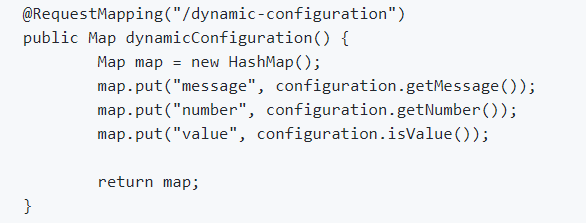 @RequestMapping("/dynamic-configuration")
public Map dynamicConfiguration() {
        Map map = new HashMap();
        map.put("message", configuration.getMessage());
        map.put("number", configuration.getNumber());
        map.put("value", configuration.isValue());

        return map;
}